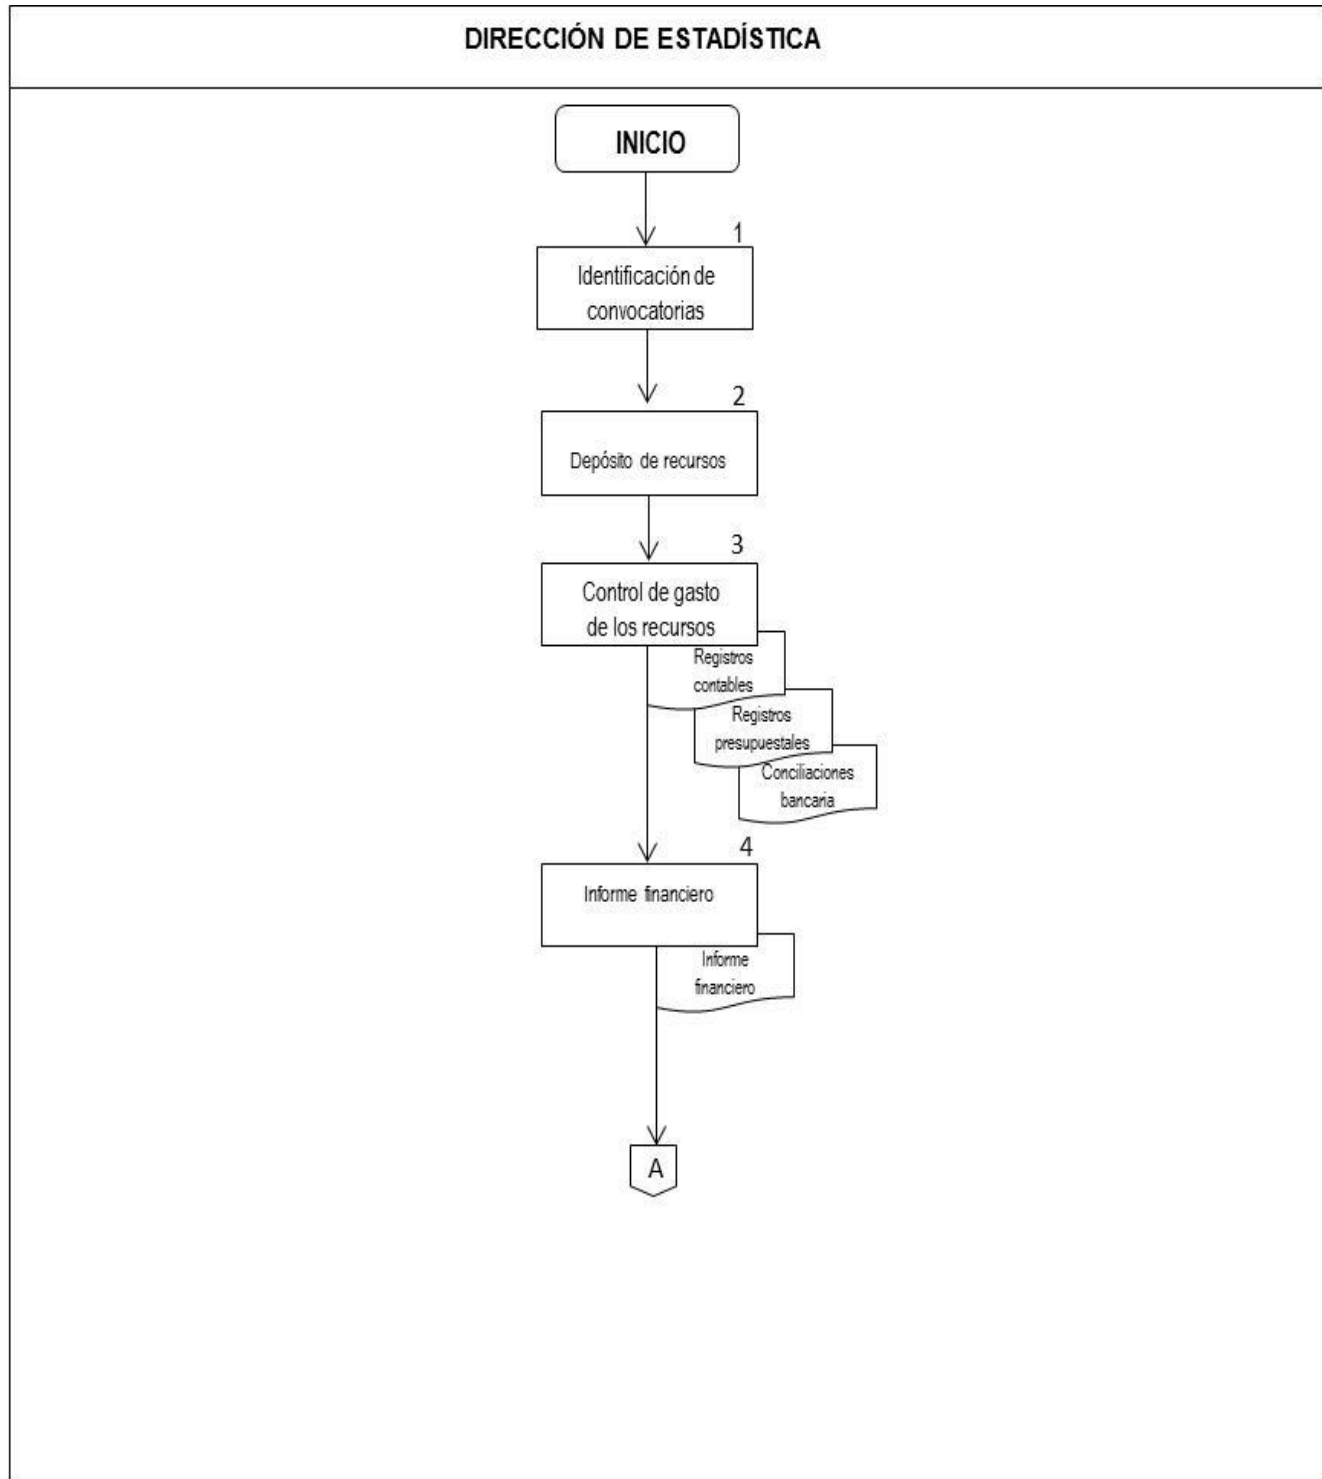 DIRECCIÓN DE ESTADÍSTICA
INICIO
1
Identificación de
convocatorias
2
Depósito de recursos
3
Control de gasto
de los recursos
Registros
contables
Registros
presupuestales
Conciliaciones
bancaria
4
Informe financiero
Informe
financiero
A